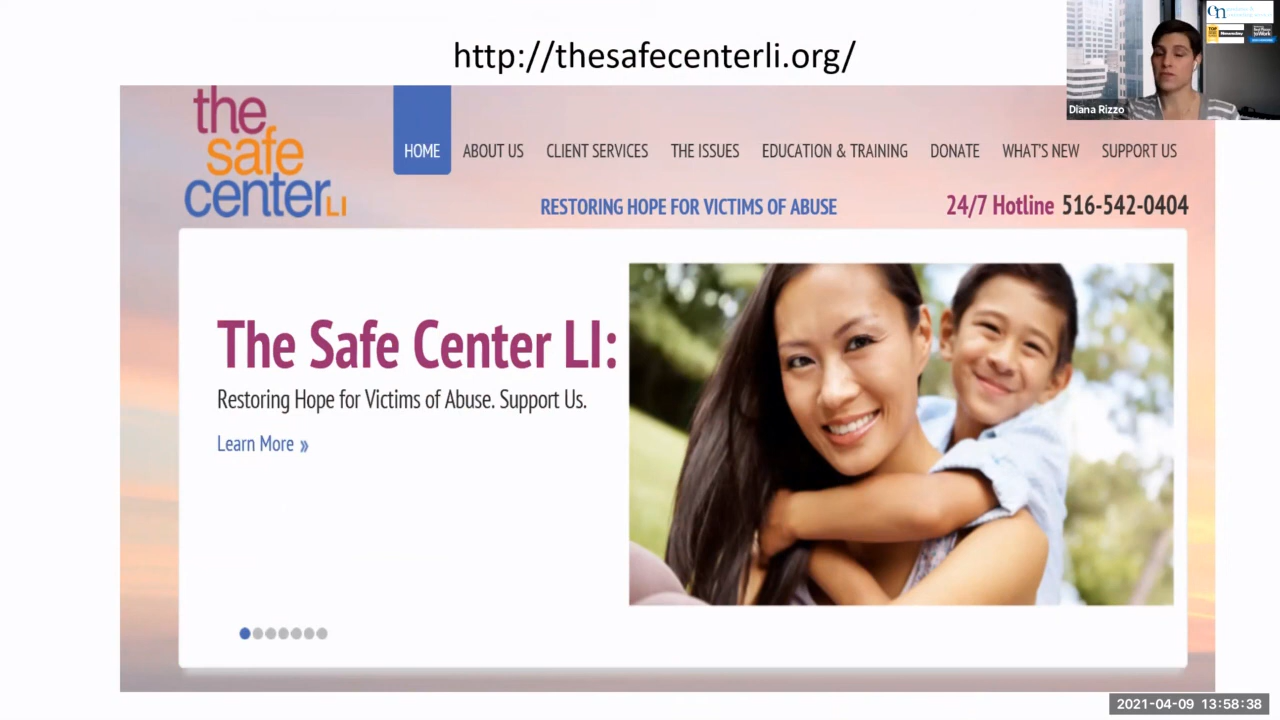 http://thesafecenterli.org/
Diana Rizzo
the
safe
centerLI
HOME
ABOUT US
CLIENT SERVICES
THE ISSUES
EDUCATION & TRAINING
DONATE
WHAT'S NEW
SUPPORT US
RESTORING HOPE FOR VICTIMS OF ABUSE
24/7 Hotline 516-542-0404
The Safe Center LI:
Restoring Hope for Victims of Abuse. Support Us.
Learn More »
2021-04-09 13:58:38